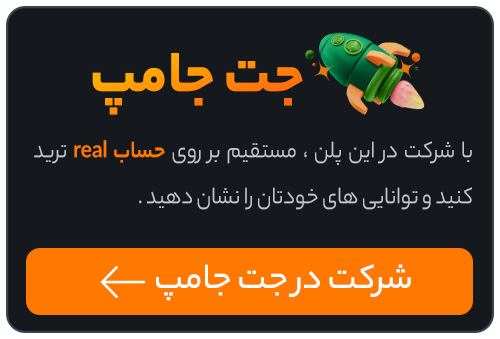 جت جامپ
با شرکت در این پلن ، مستقیم بر روی حساب real ترید
کنید و توانایی های خودتان را نشان دهید .
شرکت در جت جامپ